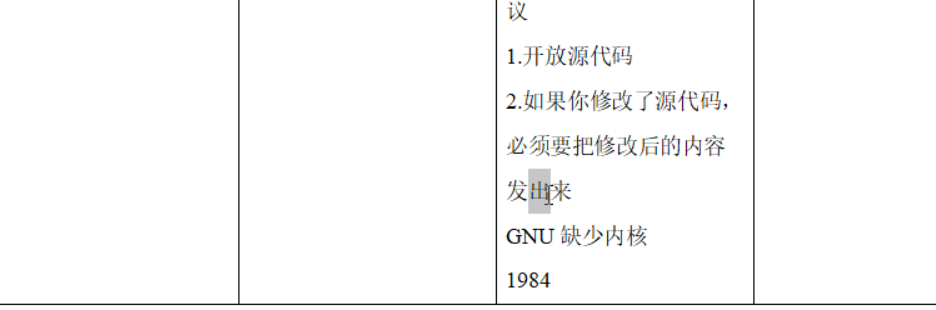 议
1.开放源代码
2.如果你修改了源代码，
必须要把修改后的内容
发出来
GNU 缺少内核
1984